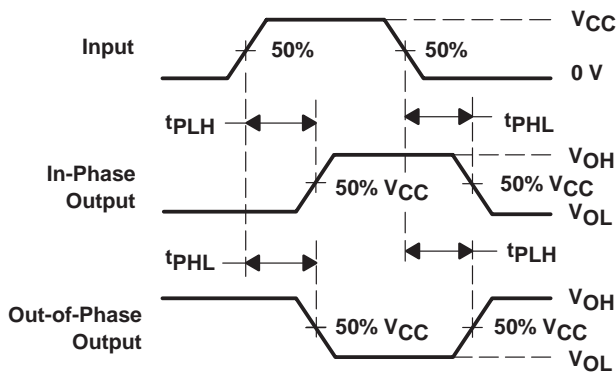 VCC
Input
50%
50%
0 V
tPLH
tPHL
In-Phase
Output
50% VCC
50% VCC
VOH
VOL
tPHL
tPLH
Out-of-Phase
Output
50% VCC
50% VCC
VOH
VOL